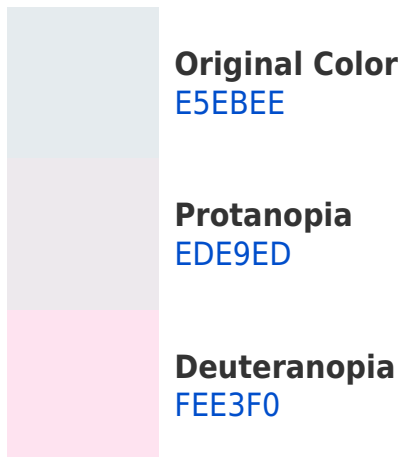 Original Color
E5EBEE
Protanopia
EDE9ED
Deuteranopia
FEE3F0